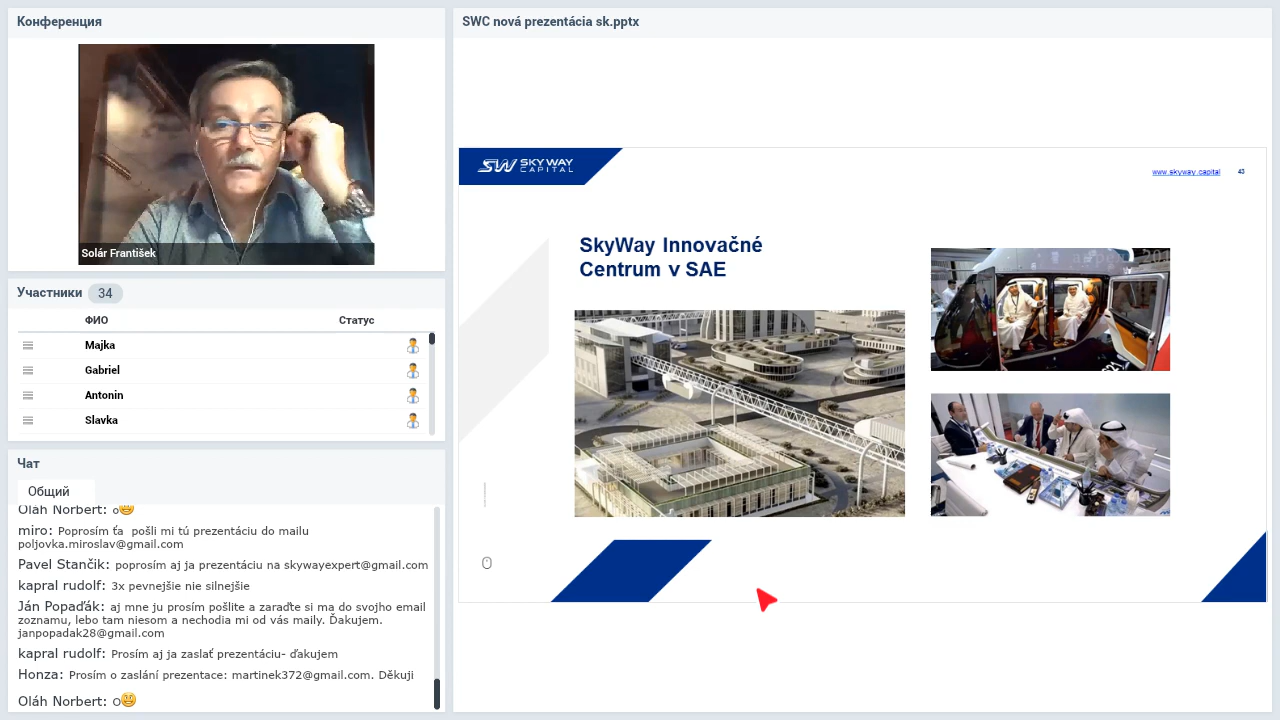 Конференция
Solár František
Участники 34
ФИО Статус
Majka
Gabriel
Antonin
Slavka
Чат
Общий
Oláh Norbert: o
miro: Poprosím ťa pošli mi tú prezentáciu do mailu
poljovka.miroslav@gmail.com
Pavel Stančik: poprosím aj ja prezentáciu na skywayexpert@gmail.com
kapral rudolf: 3x pevnejšie nie silnejšie
Ján Popaďák: aj mne ju prosím pošlite a zaraďte si ma do svojho email
zoznamu, lebo tam niesom a nechodia mi od vás maily. Ďakujem.
janpopadak28@gmail.com
kapral rudolf: Prosím aj ja zaslať prezentáciu- ďakujem
Honza: Prosím o zaslání prezentace: martinek372@gmail.com. Děkuji
Oláh Norbert: O
SWC nová prezentácia sk.pptx
SW SKY WAY
CAPITAL
www.skyway.capital 43
SkyWay Innovačné
Centrum v SAE